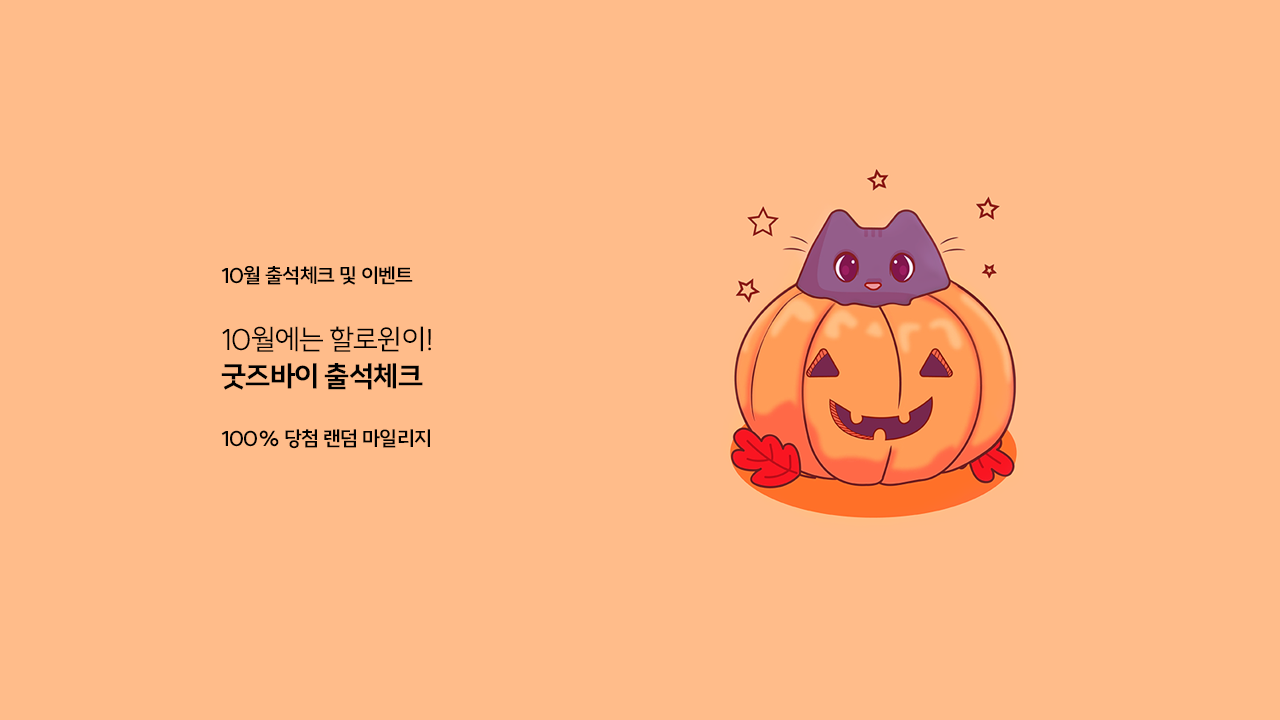 10월 출석체크 및 이벤트
10월에는 할로윈이!
굿즈바이 출석체크
100% 당첨 랜덤 마일리지